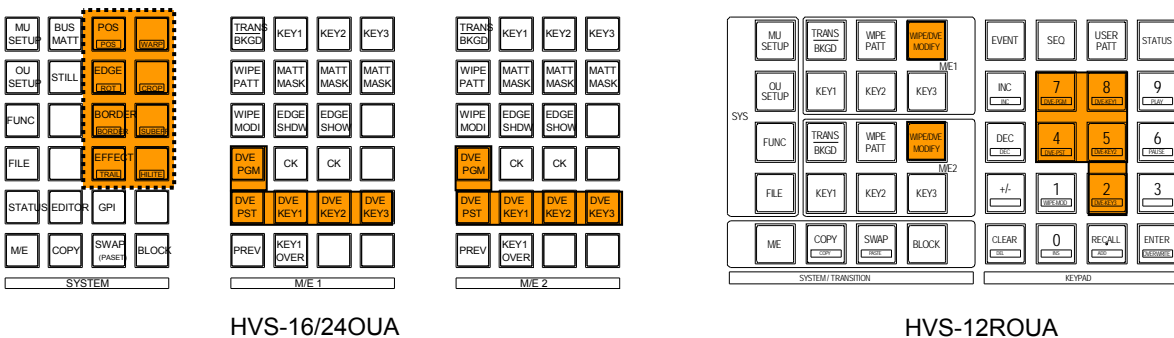 MU SETUP BUS MATT POS POS WARP
OU SETUP STILL EDGE ROT CROP
FUNC BORDER BORDER SUBEFF
FILE EFFECT TRAIL HILITE
STATUS EDITOR GPI
M/E COPY SWAP (PASET) BLOCK
SYSTEM
TRANS BKGD KEY1 KEY2 KEY3
WIPE PATT MATT MASK MATT MASK MATT MASK
WIPE MODI EDGE SHDW EDGE SHOW
DVE PGM CK CK
DVE PST DVE KEY1 DVE KEY2 DVE KEY3
PREV KEY1 OVER
M/E 1
TRANS BKGD KEY1 KEY2 KEY3
WIPE PATT MATT MASK MATT MASK MATT MASK
WIPE MODI EDGE SHDW EDGE SHOW
DVE PGM CK CK
DVE PST DVE KEY1 DVE KEY2 DVE KEY3
PREV KEY1 OVER
M/E 2
HVS-16/24OUA
MU SETUP TRANS BKGD WIPE PATT WIPE/DVE MODIFY
M/E1
OU SETUP KEY1 KEY2 KEY3
SYS
FUNC TRANS BKGD WIPE PATT WIPE/DVE MODIFY
M/E2
FILE KEY1 KEY2 KEY3
M/E COPY COPY SWAP PASTE BLOCK
SYSTEM / TRANSITION
EVENT SEQ USER PATT STATUS
INC INC 7 DVE-PGM 8 DVE-KEY1 9 PLAY
DEC DEC 4 DVE-PST 5 DVE-KEY2 6 PAUSE
+/- 1 WIPE MOD 2 DVE-KEY3 3
CLEAR DEL 0 INS RECALL ADD ENTER OVERWRITE
KEYPAD
HVS-12ROUA